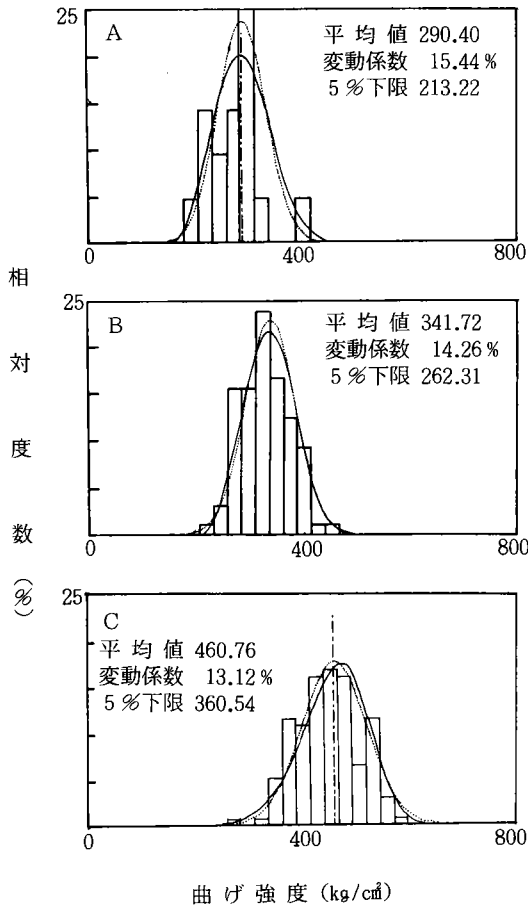 25
A
平均値 290.40
変動係数 15.44%
5%下限 213.22
0
400
800
25
B
平均値 341.72
変動係数 14.26%
5%下限 262.31
0
400
800
25
C
平均値 460.76
変動係数 13.12%
5%下限 360.54
0
400
800
相対度数(%)
曲げ強度(kg/cm²)